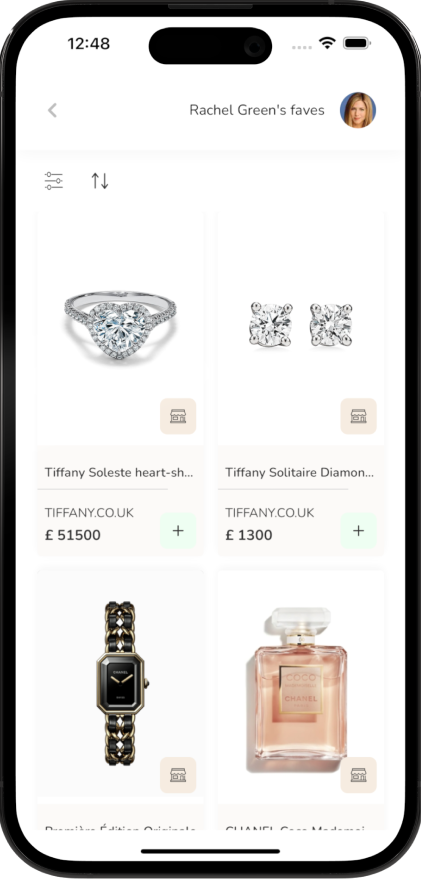 12:48
Rachel Green's faves
Tiffany Soleste heart-sh...
Tiffany Solitaire Diamon...
TIFFANY.CO.UK
£ 51500
TIFFANY.CO.UK
£ 1300
CHANEL
COCO
CHANEL
Première Édition Originale
CHANEL Coco Mademoi...